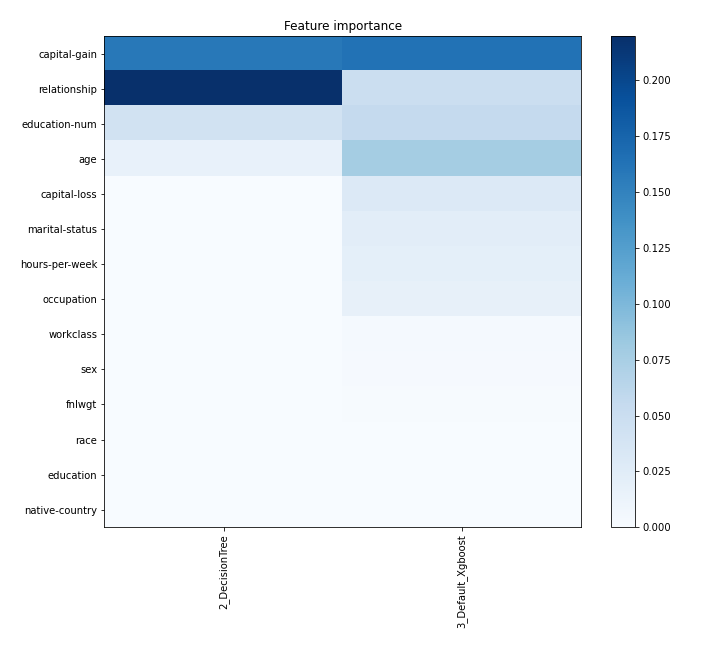 Feature importance
capital-gain
relationship
education-num
age
capital-loss
marital-status
hours-per-week
occupation
workclass
sex
fnlwgt
race
education
native-country
2_DecisionTree
3_Default_Xgboost
0.200
0.175
0.150
0.125
0.100
0.075
0.050
0.025
0.000